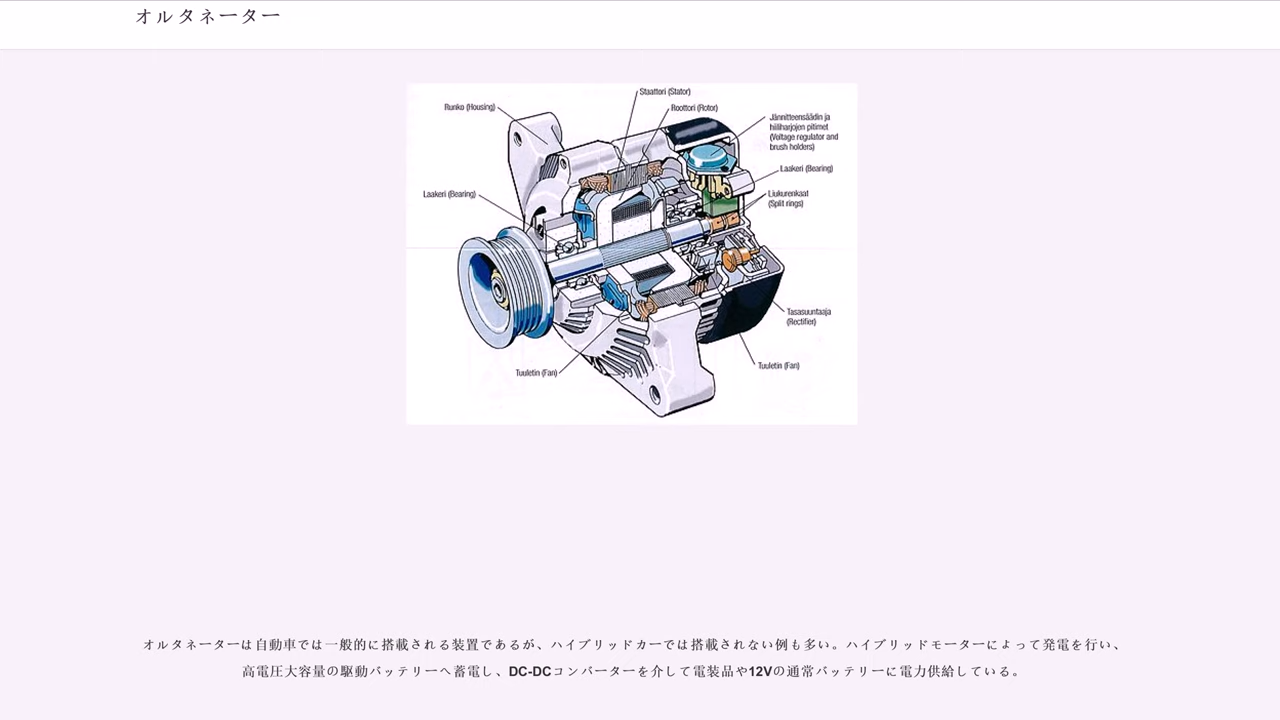 オルタネーター
Staattori (Stator)
Runko (Housing)
Roottori (Rotor)
Jännitteensäädin ja
hiiliharjojen pitimet
(Voltage regulator and
brush holders)
Laakeri (Bearing)
Laakeri (Bearing)
Liukurenkaat
(Split rings)
Tasasuuntaaja
(Rectifier)
Tuuletin (Fan)
Tuuletin (Fan)
オルタネーターは自動車では一般的に搭載される装置であるが、ハイブリッドカーでは搭載されない例も多い。ハイブリッドモーターによって発電を行い、
高電圧大容量の駆動バッテリーへ蓄電し、DC-DCコンバーターを介して電装品や12Vの通常バッテリーに電力供給している。